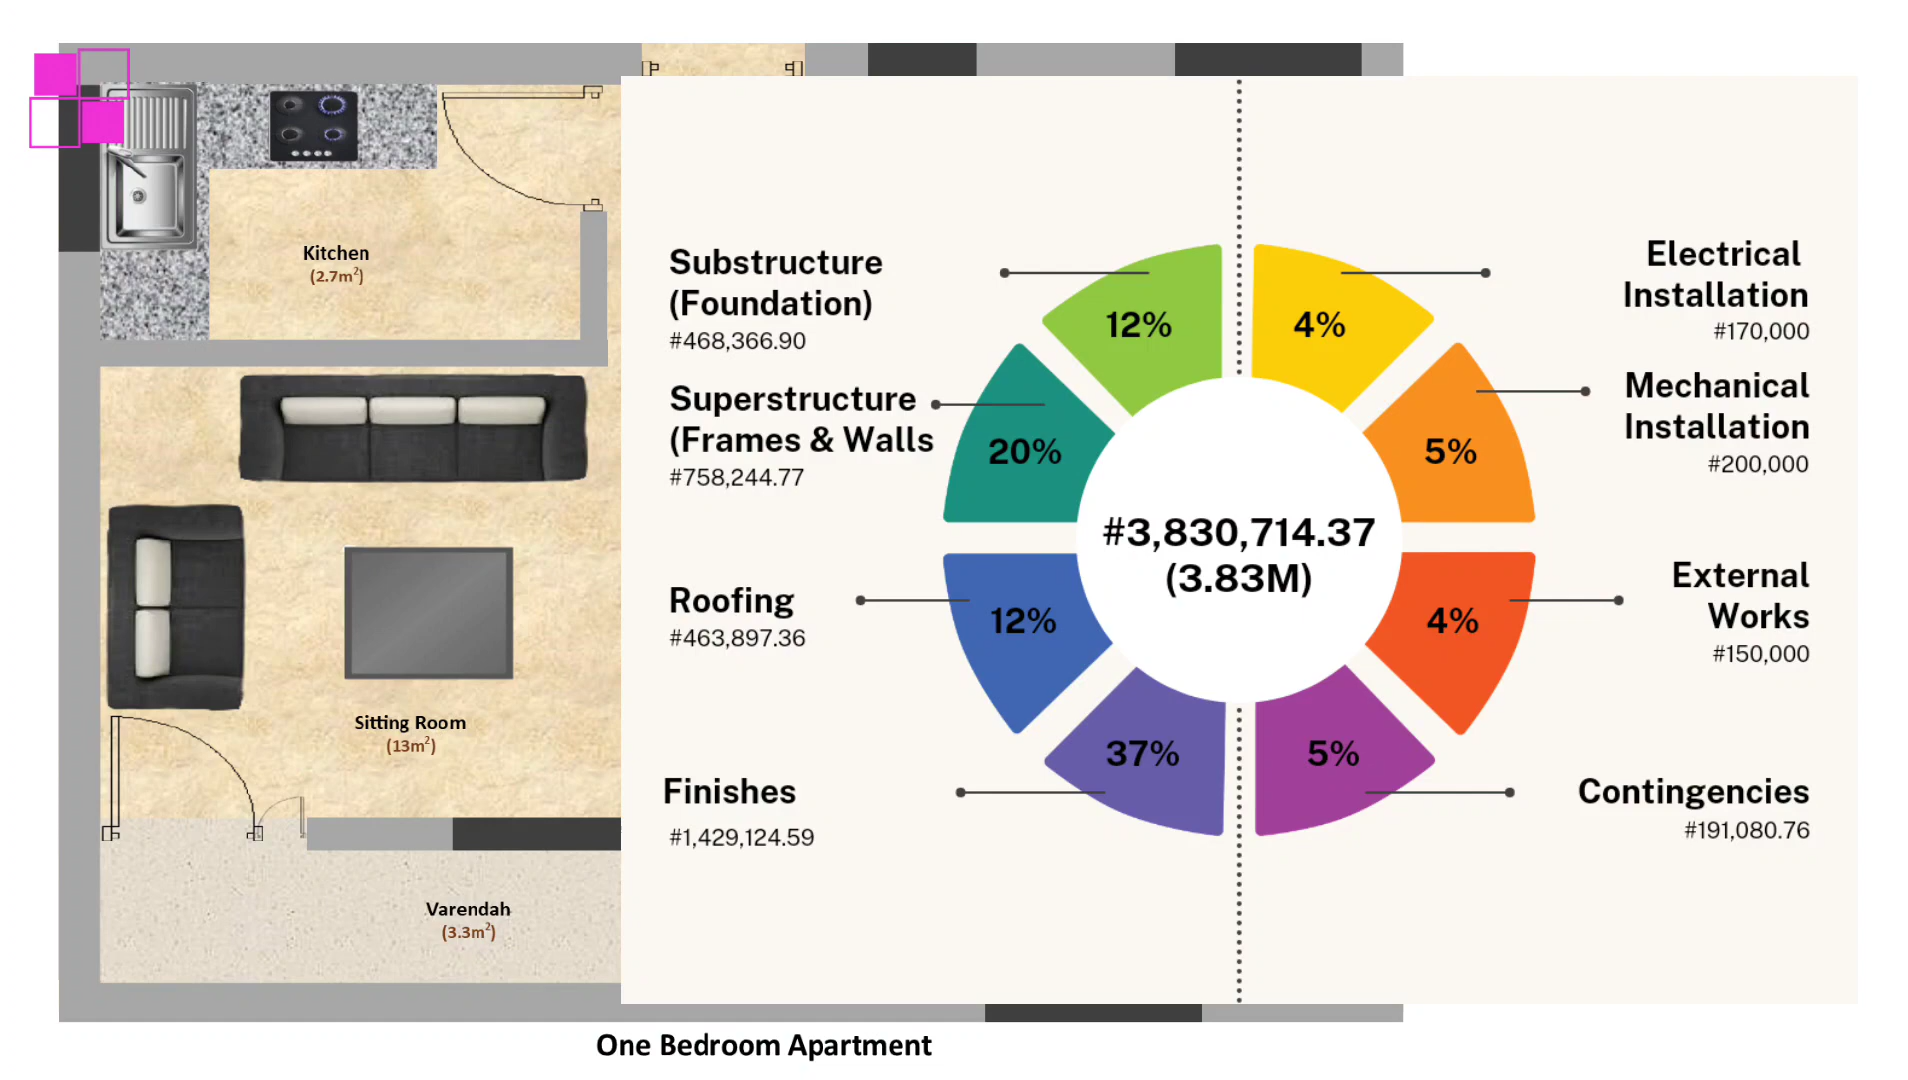 Kitchen
(2.7m²)
Sitting Room
(13m²)
Varendah
(3.3m²)
Substructure
(Foundation)
#468,366.90
Superstructure
(Frames & Walls
#758,244.77
Roofing
#463,897.36
Finishes
#1,429,124.59
12%
20%
12%
37%
4%
5%
4%
5%
#3,830,714.37
(3.83M)
Electrical
Installation
#170,000
Mechanical
Installation
#200,000
External
Works
#150,000
Contingencies
#191,080.76
One Bedroom Apartment